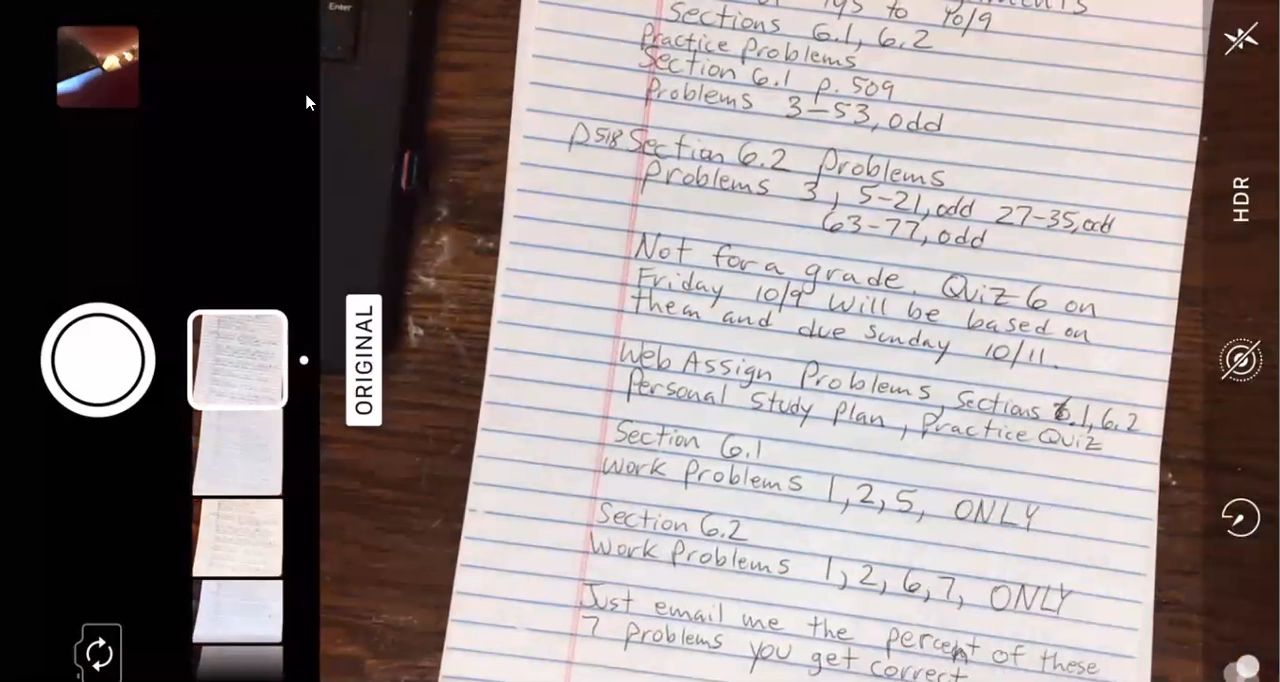 Enter
to 10/9
Sections 6.1, 6.2
Practice Problems
Section 6.1 p. 509
Problems 3-53, odd
p518 Section 6.2 Problems
Problems 3, 5-21, odd 27-35, odd
63-77, odd
Not for a grade. Quiz 6 on
Friday 10/9 will be based on
them and due Sunday 10/11.
Web Assign Problems, Sections 6.1, 6.2
Personal Study Plan, Practice Quiz
Section 6.1
Work Problems 1, 2, 5, ONLY
Section 6.2
Work Problems 1, 2, 6, 7, ONLY
Just email me the percent of these
7 problems you get correct
ORIGINAL
HDR